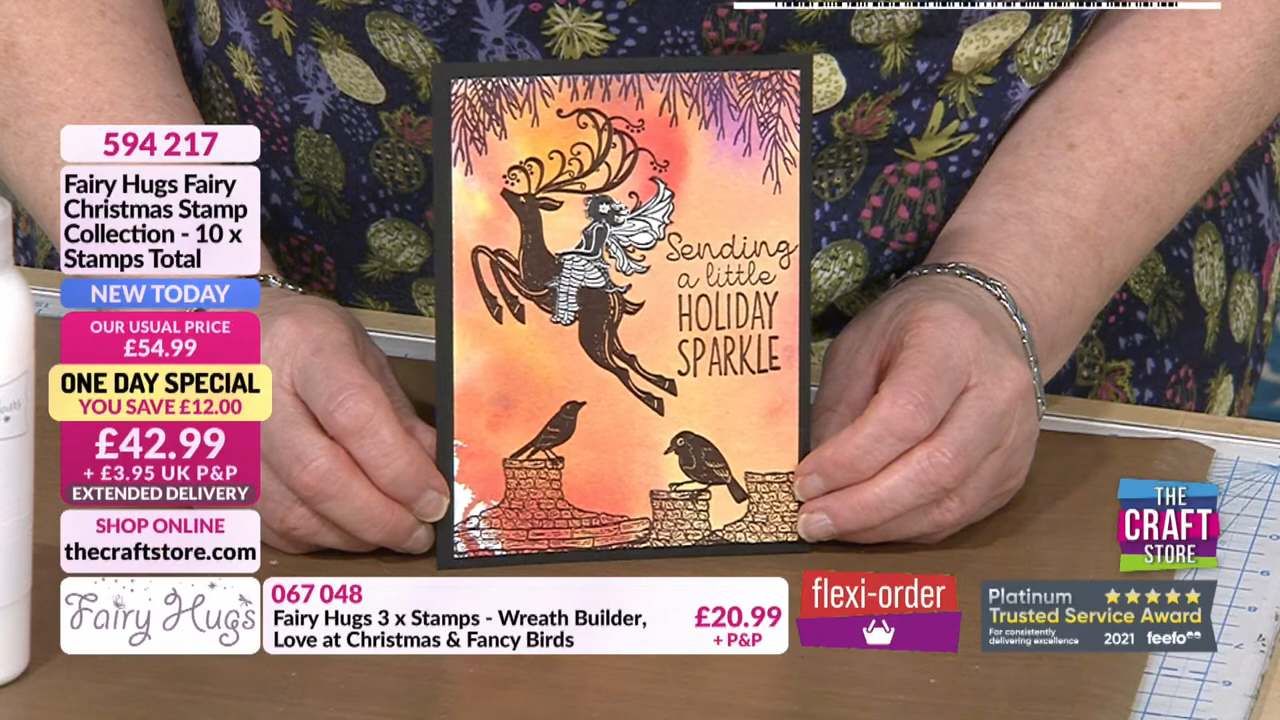 594 217
Fairy Hugs Fairy
Christmas Stamp
Collection - 10 x
Stamps Total
NEW TODAY
OUR USUAL PRICE
£54.99
ONE DAY SPECIAL
YOU SAVE £12.00
£42.99
+ £3.95 UK P&P
EXTENDED DELIVERY
SHOP ONLINE
thecraftstore.com
Sending
a little
HOLIDAY
SPARKLE
THE
CRAFT
STORE
Fairy Hugs
067 048
Fairy Hugs 3 x Stamps - Wreath Builder,
Love at Christmas & Fancy Birds
£20.99
+ P&P
flexi-order
Platinum
Trusted Service Award
For consistently
delivering excellence
2021 feefo